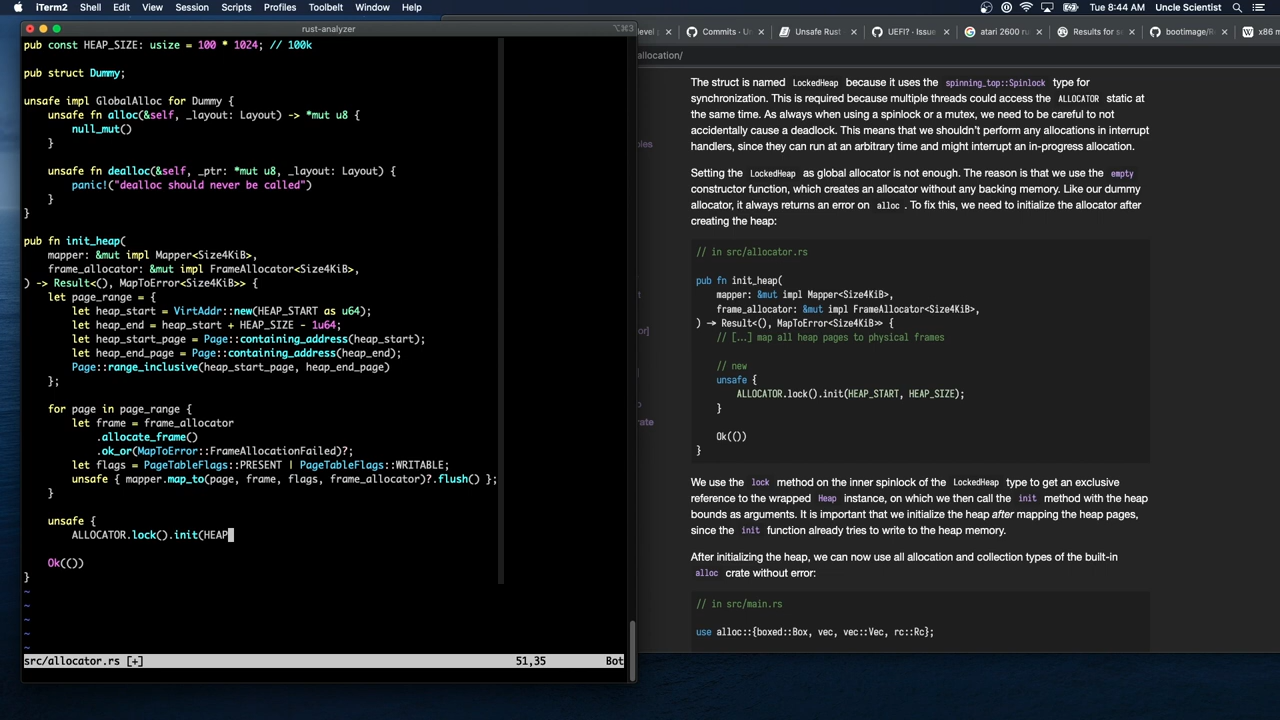 iTerm2 Shell Edit View Session Scripts Profiles Toolbelt Window Help Tue 8:44 AM Uncle Scientist
rust-analyzer ⌥⌘3
pub const HEAP_SIZE: usize = 100 * 1024; // 100k
pub struct Dummy;
unsafe impl GlobalAlloc for Dummy {
unsafe fn alloc(&self, _layout: Layout) -> *mut u8 {
null_mut()
}
unsafe fn dealloc(&self, _ptr: *mut u8, _layout: Layout) {
panic!("dealloc should never be called")
}
}
pub fn init_heap(
mapper: &mut impl Mapper<Size4KiB>,
frame_allocator: &mut impl FrameAllocator<Size4KiB>,
) -> Result<(), MapToError<Size4KiB>> {
let page_range = {
let heap_start = VirtAddr::new(HEAP_START as u64);
let heap_end = heap_start + HEAP_SIZE - 1u64;
let heap_start_page = Page::containing_address(heap_start);
let heap_end_page = Page::containing_address(heap_end);
Page::range_inclusive(heap_start_page, heap_end_page)
};
for page in page_range {
let frame = frame_allocator
.allocate_frame()
.ok_or(MapToError::FrameAllocationFailed)?;
let flags = PageTableFlags::PRESENT | PageTableFlags::WRITABLE;
unsafe { mapper.map_to(page, frame, flags, frame_allocator)?.flush() };
}
unsafe {
ALLOCATOR.lock().init(HEAP
Ok(())
}
~
~
~
~
~
src/allocator.rs [+] 51,35 Bot
Commits · Un Unsafe Rust UEFI? · Issue atari 2600 ru Results for s bootimage/R x86 m
allocation/
The struct is named LockedHeap because it uses the spinning_top::Spinlock type for
synchronization. This is required because multiple threads could access the ALLOCATOR static at
the same time. As always when using a spinlock or a mutex, we need to be careful to not
accidentally cause a deadlock. This means that we shouldn't perform any allocations in interrupt
handlers, since they can run at an arbitrary time and might interrupt an in-progress allocation.
Setting the LockedHeap as global allocator is not enough. The reason is that we use the empty
constructor function, which creates an allocator without any backing memory. Like our dummy
allocator, it always returns an error on alloc . To fix this, we need to initialize the allocator after
creating the heap:
// in src/allocator.rs
pub fn init_heap(
mapper: &mut impl Mapper<Size4KiB>,
frame_allocator: &mut impl FrameAllocator<Size4KiB>,
) -> Result<(), MapToError<Size4KiB>> {
// [...] map all heap pages to physical frames
// new
unsafe {
ALLOCATOR.lock().init(HEAP_START, HEAP_SIZE);
}
Ok(())
}
We use the lock method on the inner spinlock of the LockedHeap type to get an exclusive
reference to the wrapped Heap instance, on which we then call the init method with the heap
bounds as arguments. It is important that we initialize the heap after mapping the heap pages,
since the init function already tries to write to the heap memory.
After initializing the heap, we can now use all allocation and collection types of the built-in
alloc crate without error:
// in src/main.rs
use alloc::{boxed::Box, vec, vec::Vec, rc::Rc};